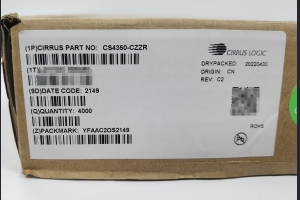 (1P)CIRRUS PART NO: CS4350-CZZR
CIRRUS LOGIC
(1T)
DRYPACKED: 20220430
ORIGIN: CN
REV: C2
(9D)DATE CODE: 2149
(Q)QUANTITY: 4000
ROHS
(Z)PACKMARK: YFAAC2OS2149